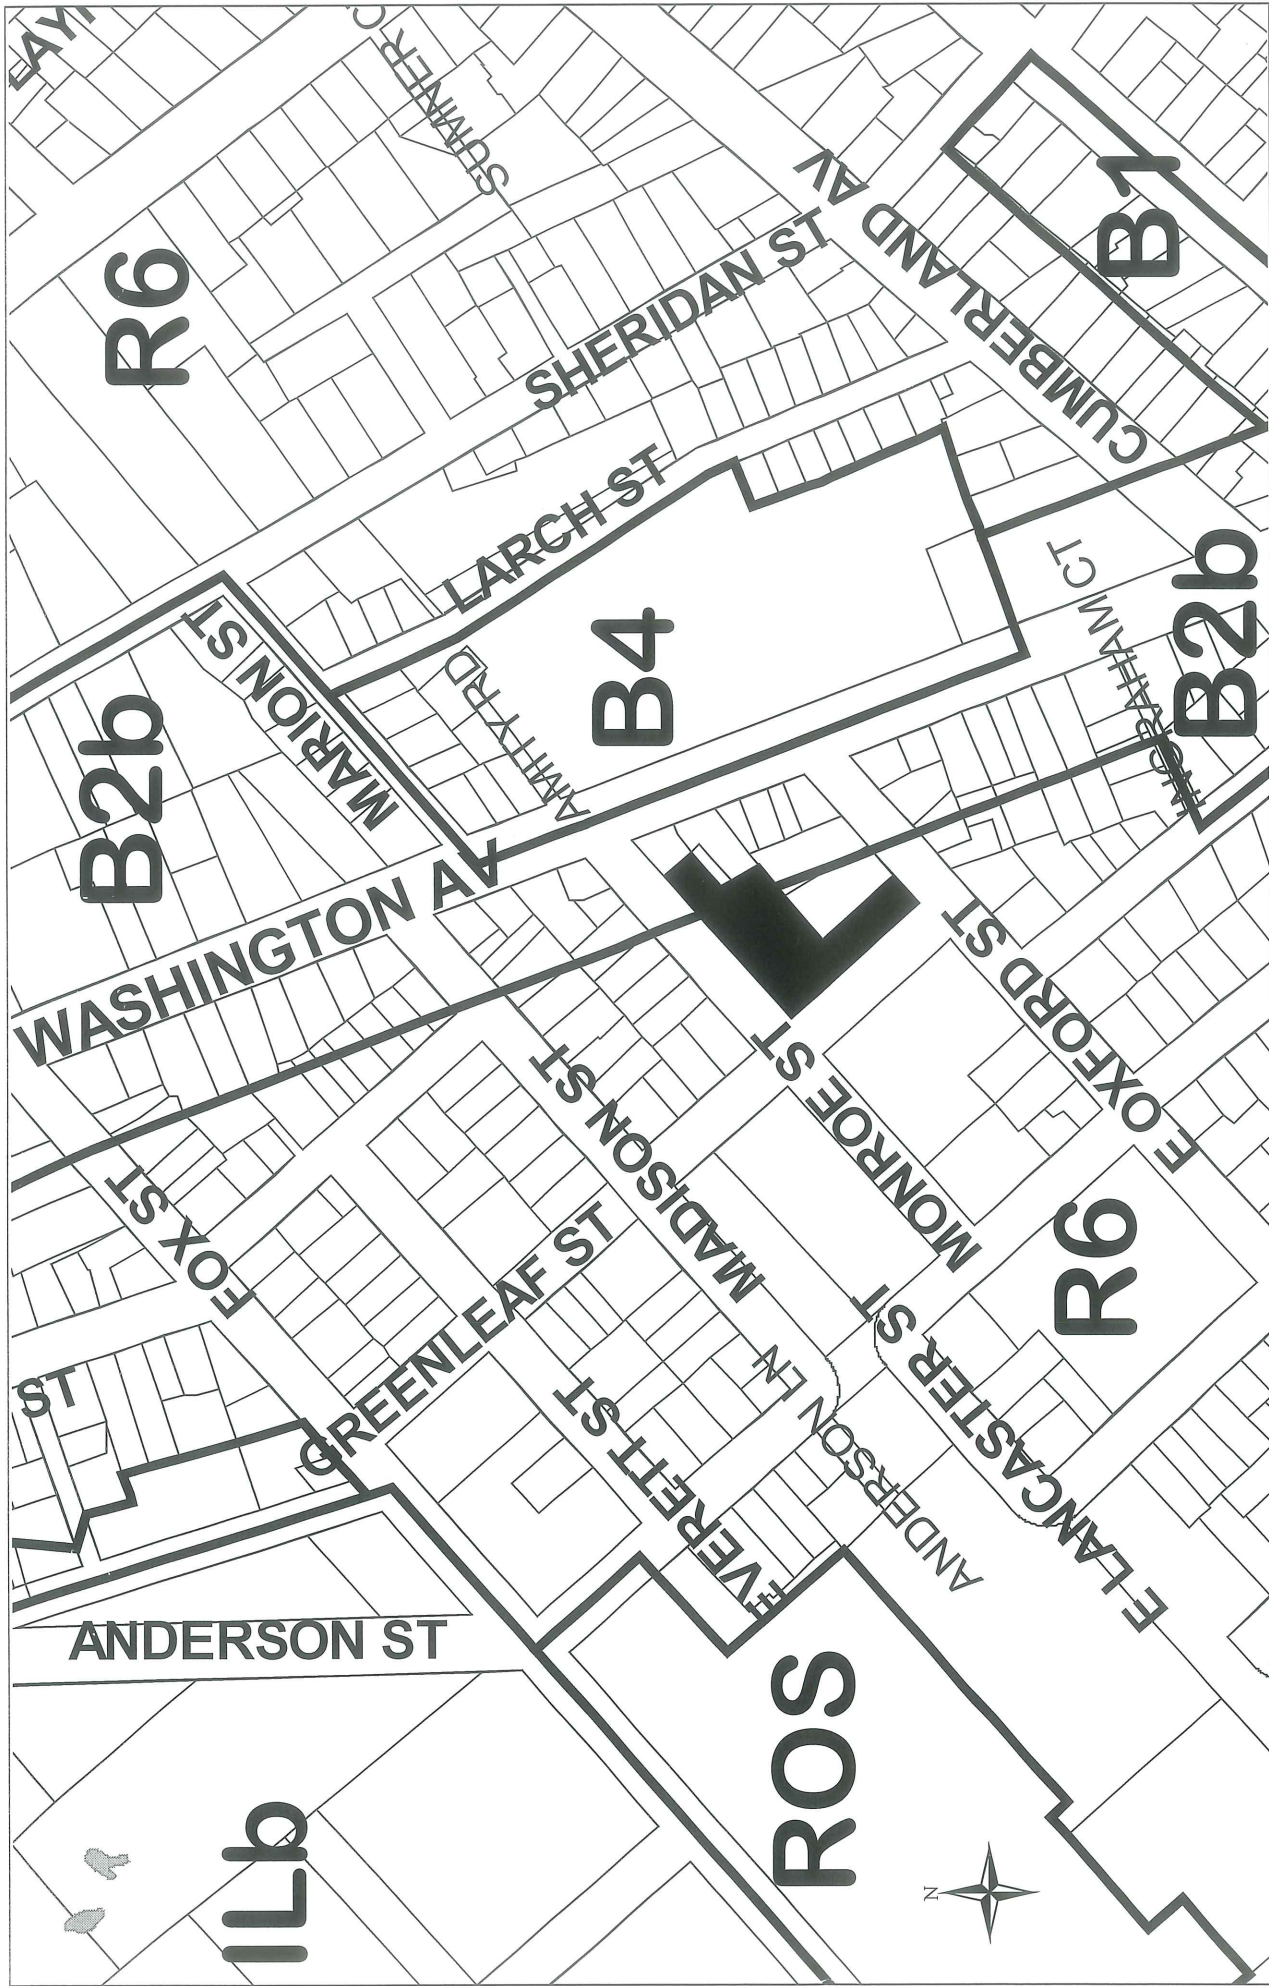 LAY
SUMNER C
R6
SHERIDAN ST
CUMBERLAND AV
B1
LARCH ST
MARION ST
AMITY RD
B4
INGRAHAM CT
B2b
B2b
WASHINGTON AV
FOX ST
MADISON ST
MONROE ST
E OXFORD ST
GREENLEAF ST
ST
EVERETT ST
ANDERSON LN
E LANCASTER ST
R6
ANDERSON ST
ILb
ROS
N